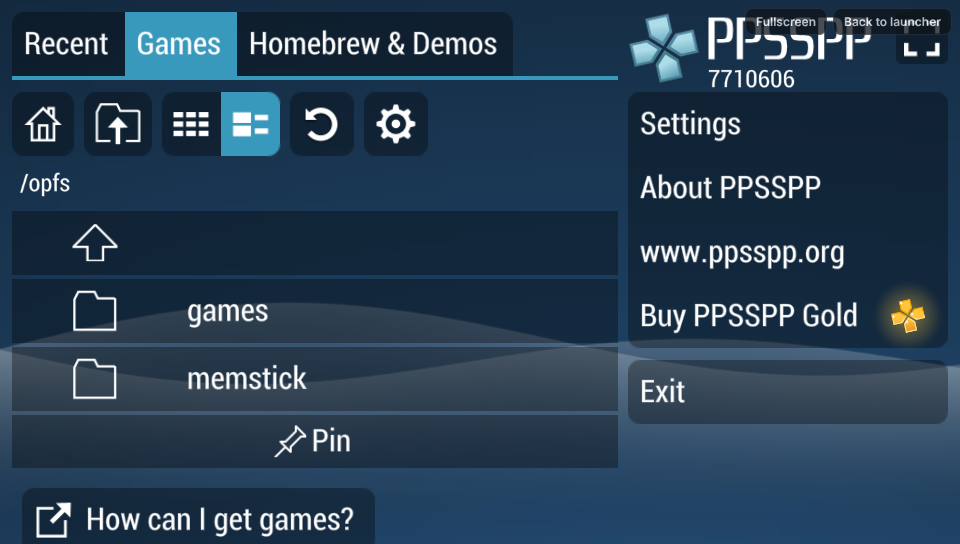 Recent Games Homebrew & Demos
/opfs
games
memstick
Pin
How can I get games?
Fullscreen Back to launcher
PPSSPP
7710606
Settings
About PPSSPP
www.ppsspp.org
Buy PPSSPP Gold
Exit